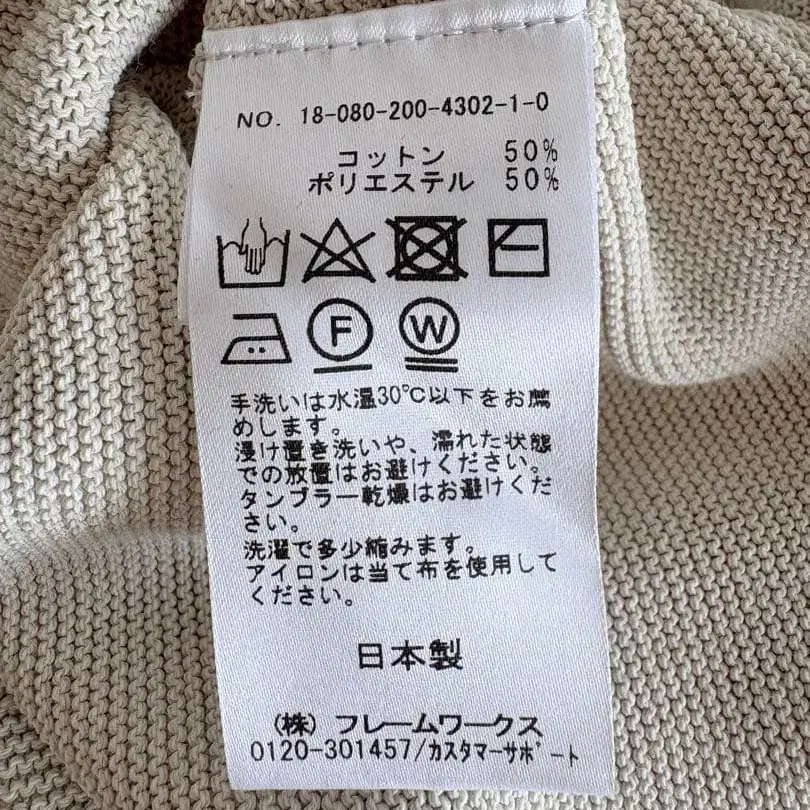 NO. 18-080-200-4302-1-0
コットン 50%
ポリエステル 50%
F W
手洗いは水温30℃以下をお薦
めします。
浸け置き洗いや、濡れた状態
での放置はお避けください。
タンブラー乾燥はお避けくだ
さい。
洗濯で多少縮みます。
アイロンは当て布を使用して
ください。
日本製
(株) フレームワークス
0120-301457/カスタマーサポート